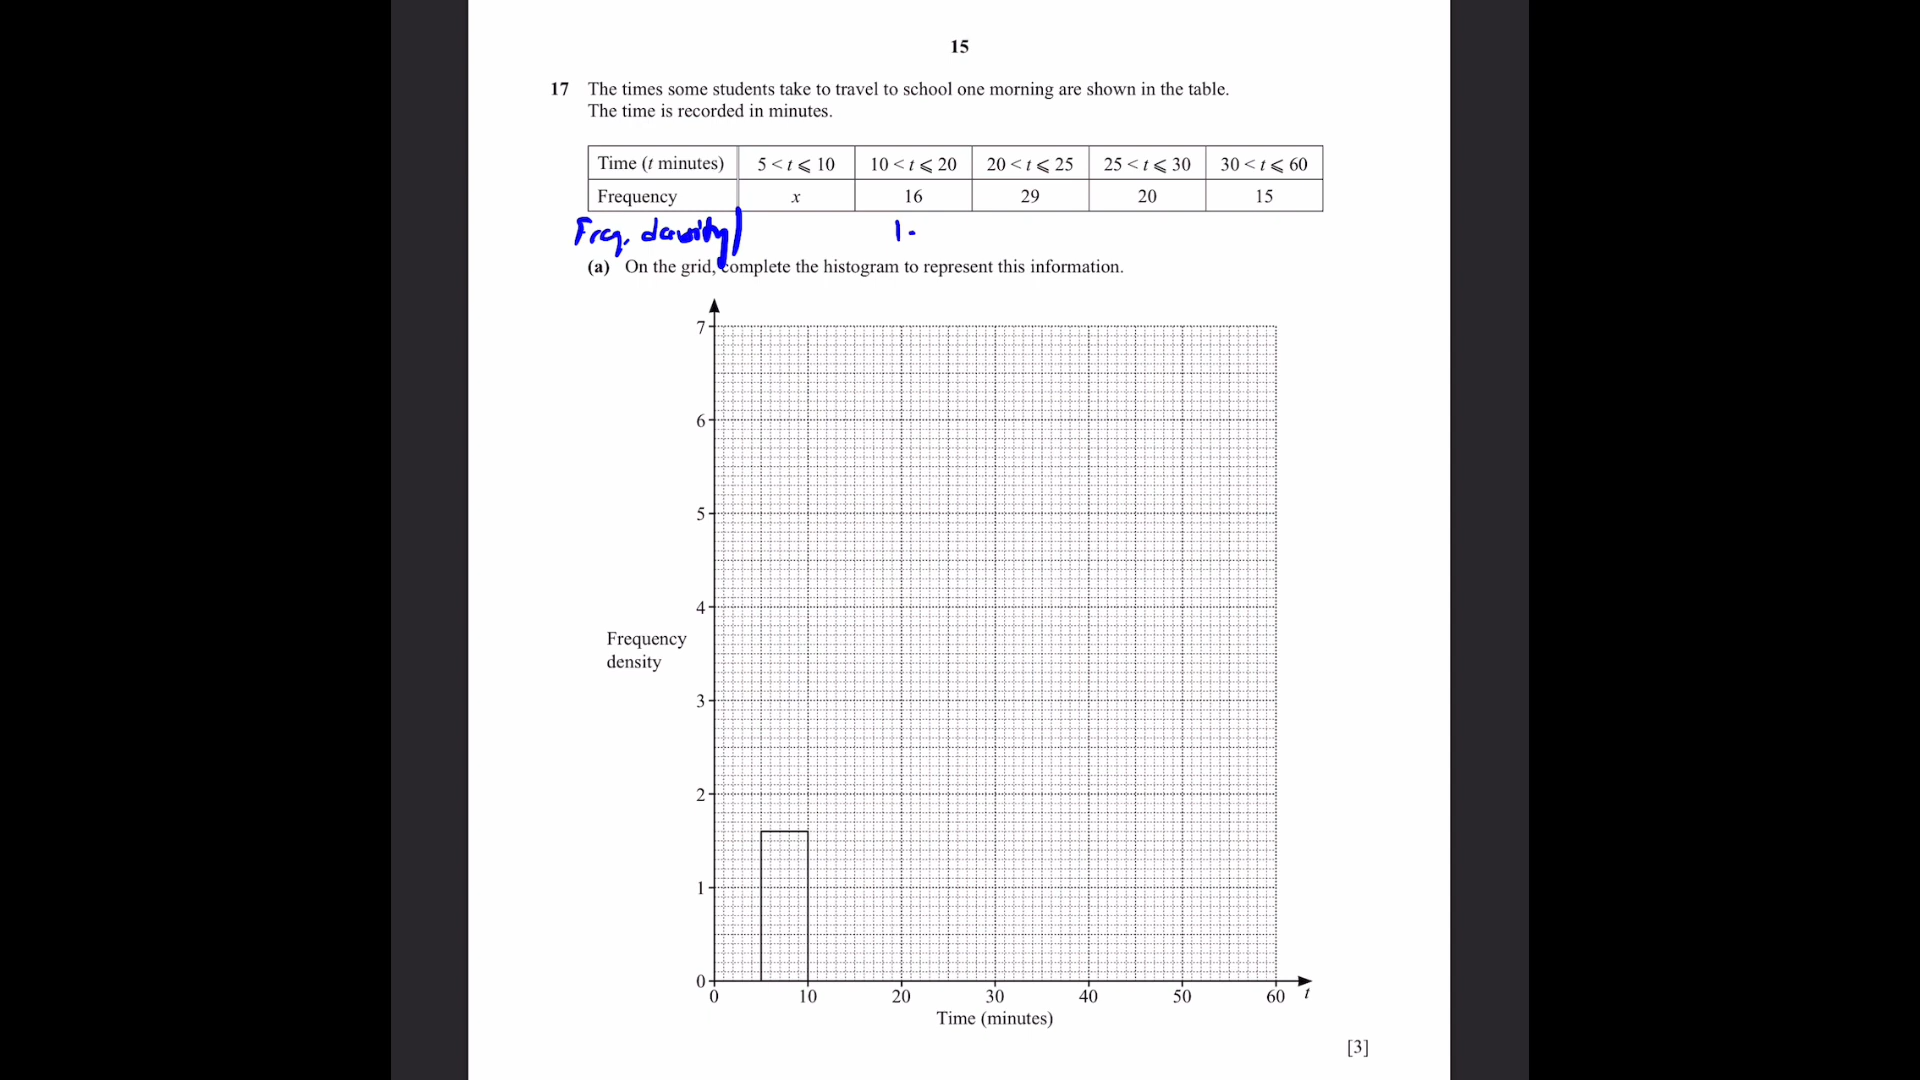 15
17 The times some students take to travel to school one morning are shown in the table.
The time is recorded in minutes.
Time (t minutes) 5 < t ⩽ 10 10 < t ⩽ 20 20 < t ⩽ 25 25 < t ⩽ 30 30 < t ⩽ 60
Frequency x 16 29 20 15
Freq. density 1.
(a) On the grid, complete the histogram to represent this information.
7
6
5
4
Frequency
density
3
2
1
0
0 10 20 30 40 50 60 t
Time (minutes)
[3]